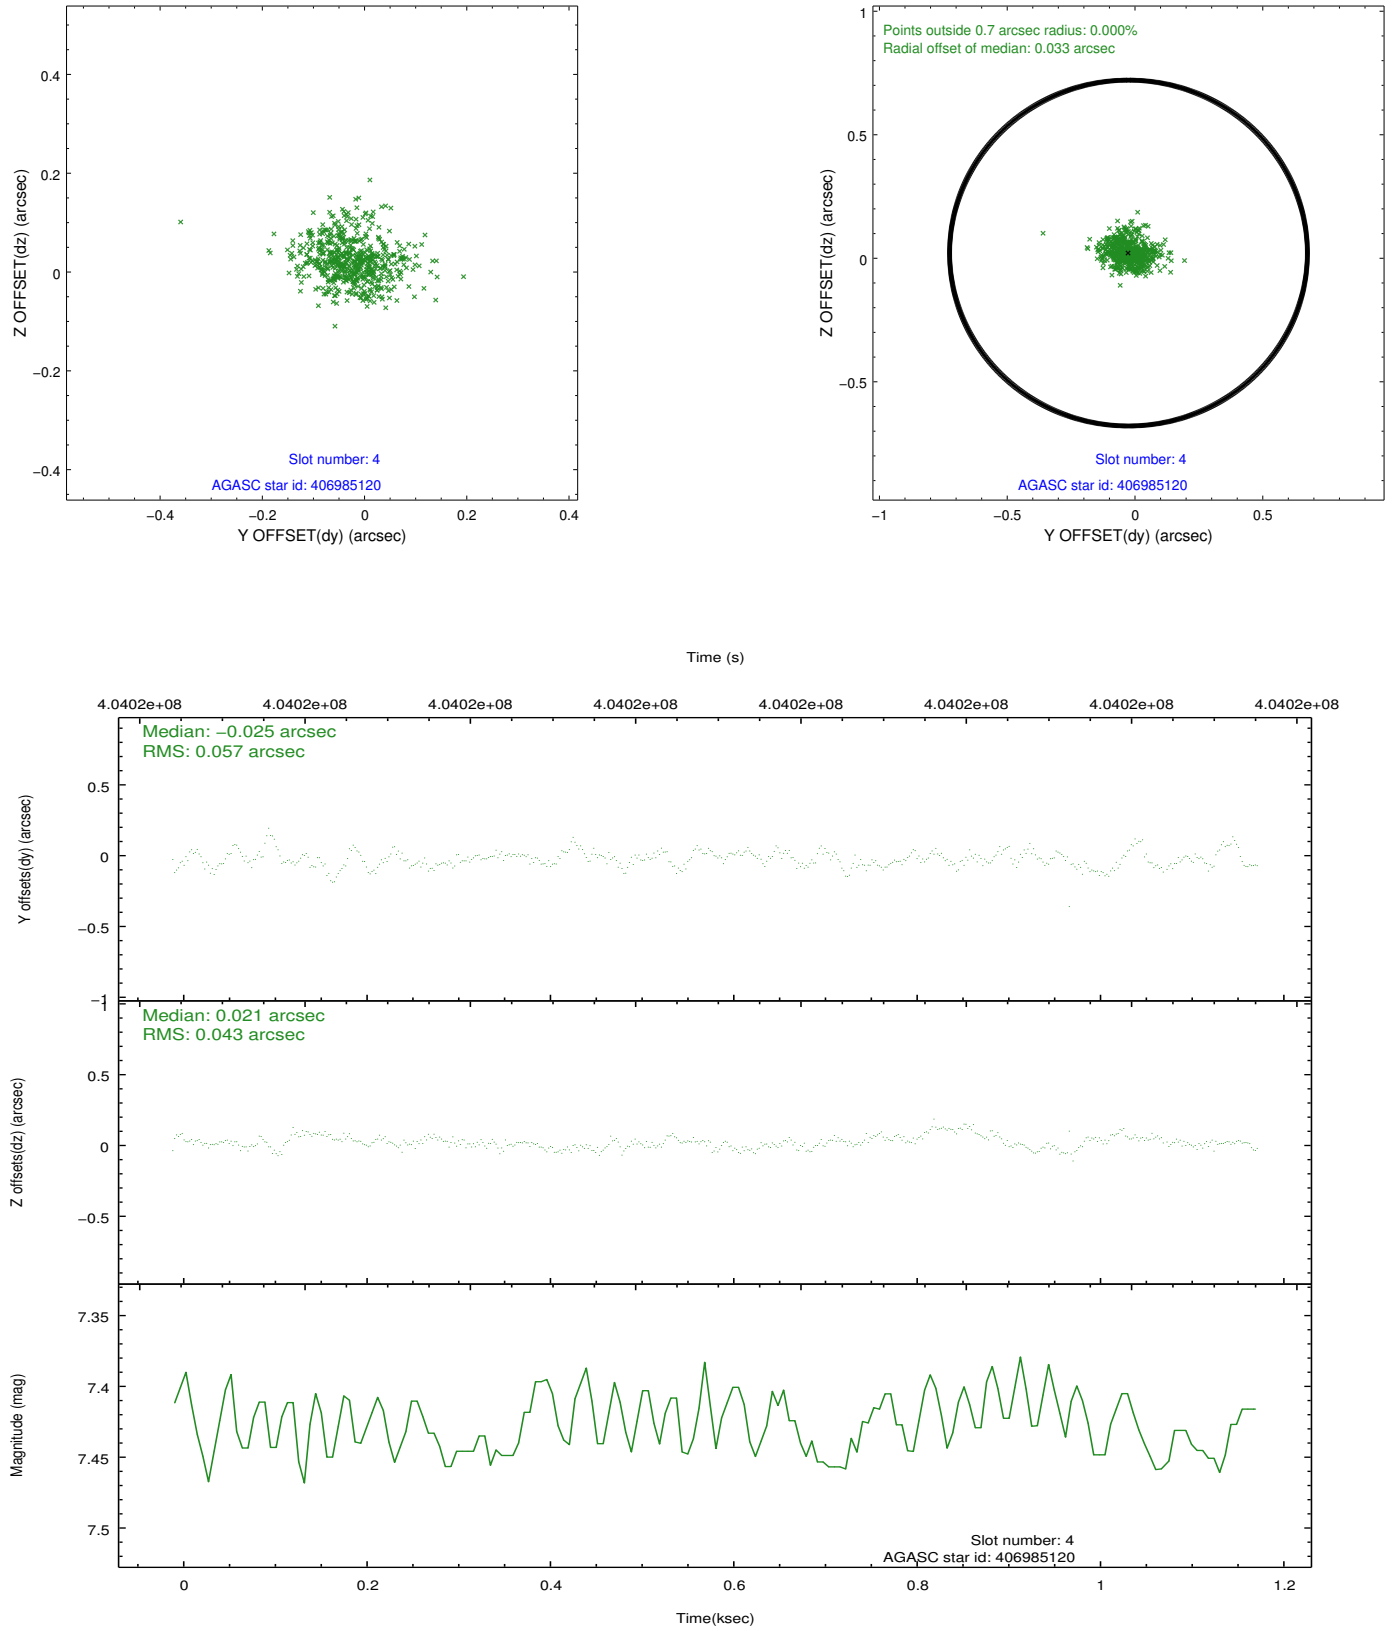 0.4
0.2
0
−0.2
−0.4
Z OFFSET(dz) (arcsec)
Slot number: 4
AGASC star id: 406985120
−0.4 −0.2 0 0.2 0.4
Y OFFSET(dy) (arcsec)
Points outside 0.7 arcsec radius: 0.000%
Radial offset of median: 0.033 arcsec
1
0.5
0
−0.5
Z OFFSET(dz) (arcsec)
Slot number: 4
AGASC star id: 406985120
−1 −0.5 0 0.5
Y OFFSET(dy) (arcsec)
Time (s)
4.0402e+08 4.0402e+08 4.0402e+08 4.0402e+08 4.0402e+08 4.0402e+08 4.0402e+08 4.0402e+08
Median: −0.025 arcsec
RMS: 0.057 arcsec
0.5
0
−0.5
−1
Y offsets(dy) (arcsec)
Median: 0.021 arcsec
RMS: 0.043 arcsec
1
0.5
0
−0.5
Z offsets(dz) (arcsec)
7.35
7.4
7.45
7.5
Magnitude (mag)
Slot number: 4
AGASC star id: 406985120
0 0.2 0.4 0.6 0.8 1 1.2
Time(ksec)